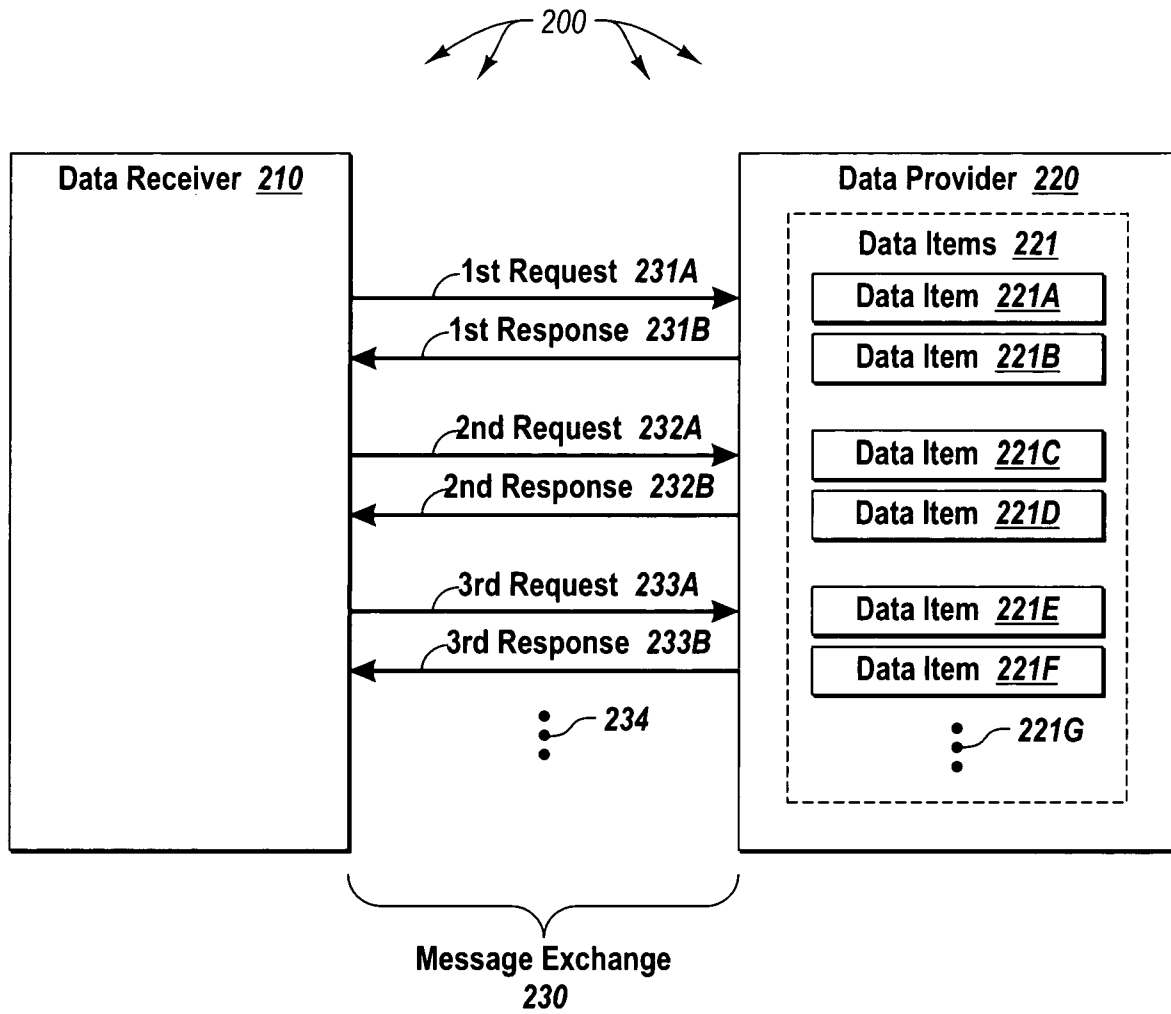 200
Data Receiver 210
Data Provider 220
Data Items 221
1st Request 231A
Data Item 221A
1st Response 231B
Data Item 221B
2nd Request 232A
Data Item 221C
2nd Response 232B
Data Item 221D
3rd Request 233A
Data Item 221E
3rd Response 233B
Data Item 221F
234
221G
Message Exchange
230